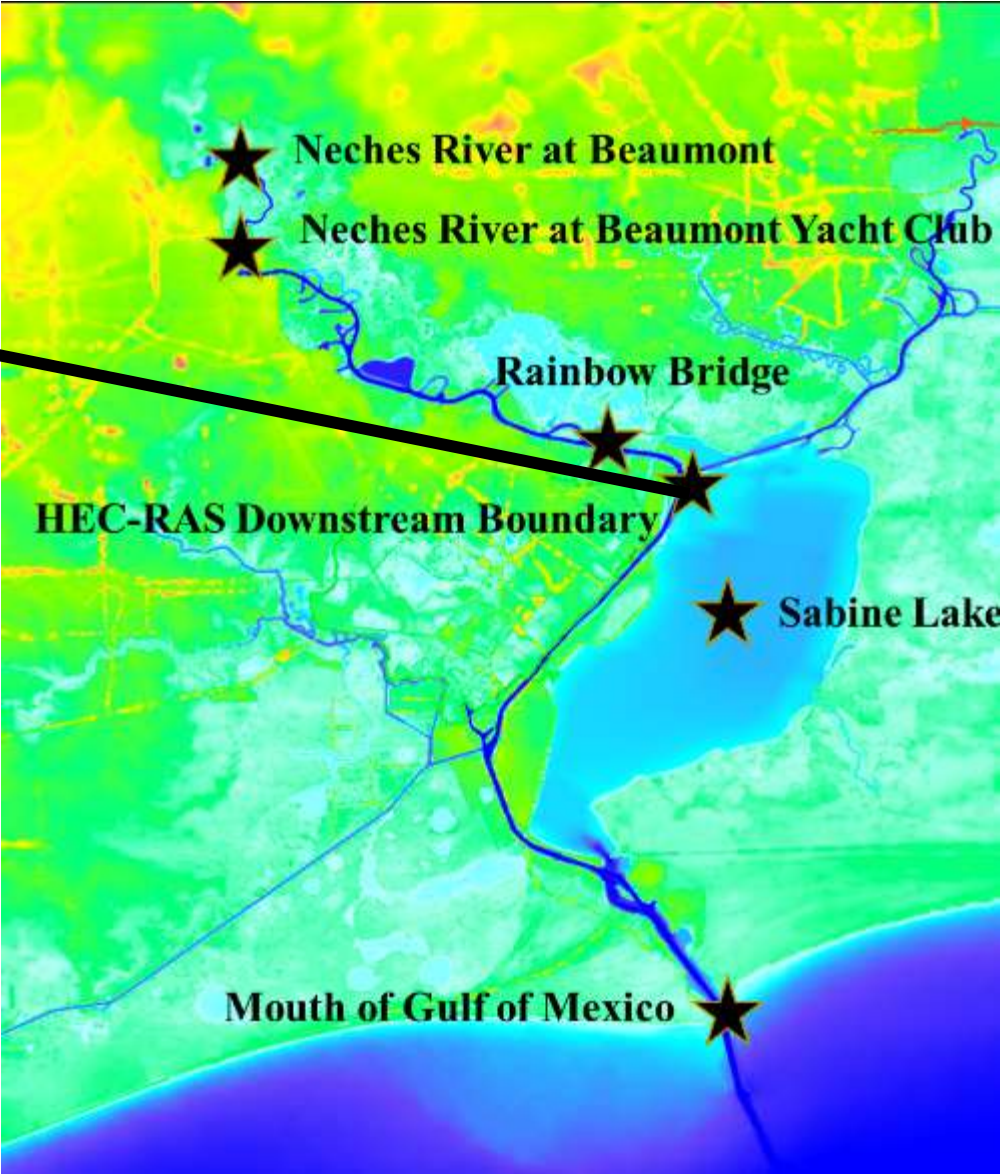 Neches River at Beaumont
Neches River at Beaumont Yacht Club
Rainbow Bridge
HEC-RAS Downstream Boundary
Sabine Lake
Mouth of Gulf of Mexico